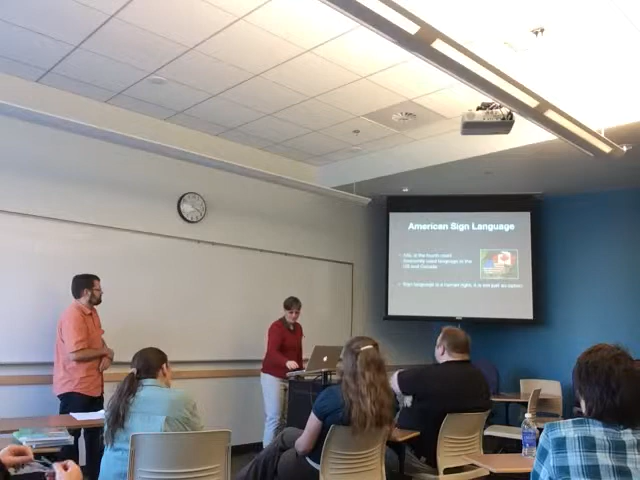 American Sign Language
ASL is the fourth most
commonly used language in the
US and Canada
Sign language is a human right, it is not just an option